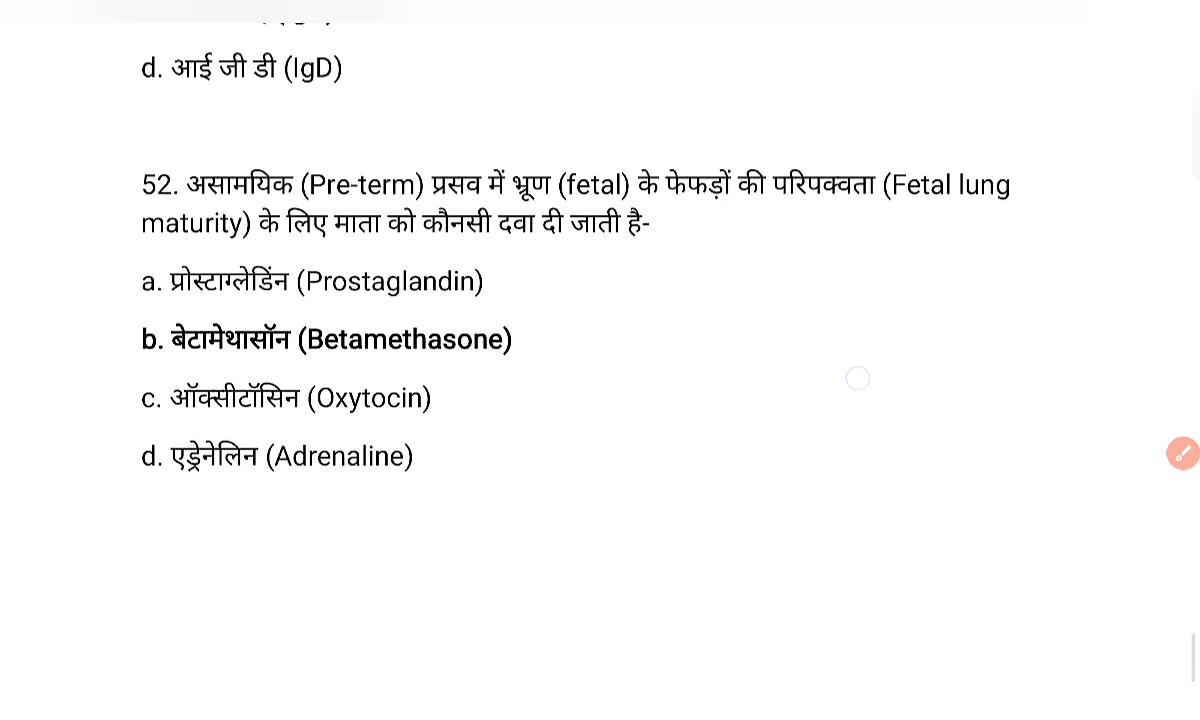 d. आई जी डी (IgD)
52. असामयिक (Pre-term) प्रसव में भ्रूण (fetal) के फेफड़ों की परिपक्वता (Fetal lung
maturity) के लिए माता को कौनसी दवा दी जाती है-
a. प्रोस्टाग्लेडिंन (Prostaglandin)
b. बेटामेथासॉन (Betamethasone)
c. ऑक्सीटॉसिन (Oxytocin)
d. एड्रेनेलिन (Adrenaline)